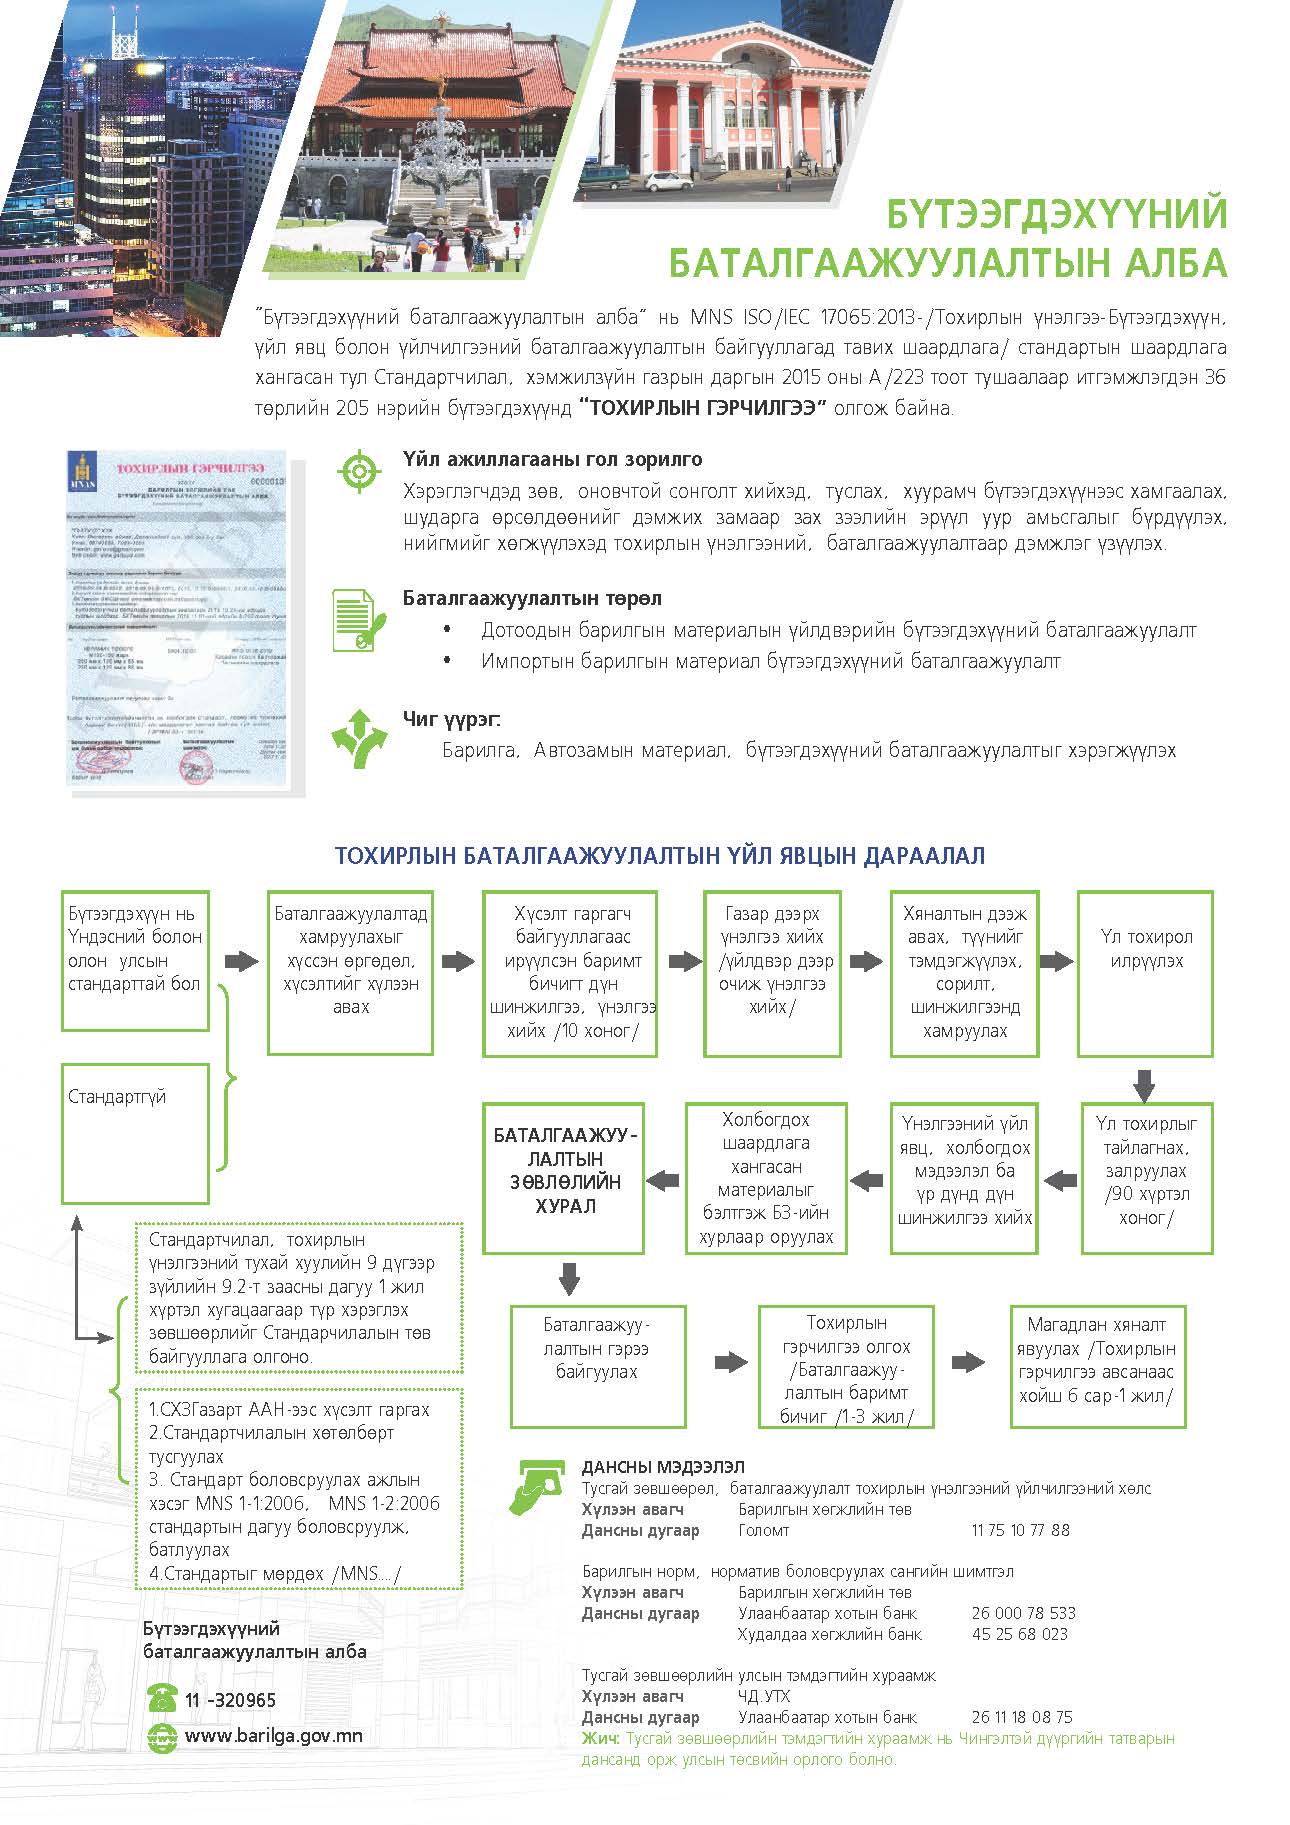 БҮТЭЭГДЭХҮҮНИЙ
БАТАЛГААЖУУЛАЛТЫН АЛБА
“Бүтээгдэхүүний баталгаажуулалтын алба” нь MNS ISO/IEC 17065:2013-/Тохирлын үнэлгээ-Бүтээгдэхүүн,
үйл явц болон үйлчилгээний баталгаажуулалтын байгууллагад тавих шаардлага/ стандартын шаардлага
хангасан тул Стандартчилал, хэмжилзүйн газрын даргын 2015 оны А/223 тоот тушаалаар итгэмжлэгдэн 36
төрлийн 205 нэрийн бүтээгдэхүүнд “ТОХИРЛЫН ГЭРЧИЛГЭЭ” олгож байна.
MNAS
ТОХИРЛЫН ГЭРЧИЛГЭЭ
Үйл ажиллагааны гол зорилго
Хэрэглэгчдэд зөв, оновчтой сонголт хийхэд, туслах, хуурамч бүтээгдэхүүнээс хамгаалах,
шударга өрсөлдөөнийг дэмжих замаар зах зээлийн эрүүл уур амьсгалыг бүрдүүлэх,
нийгмийг хөгжүүлэхэд тохирлын үнэлгээний, баталгаажуулалтаар дэмжлэг үзүүлэх.
Баталгаажуулалтын төрөл
• Дотоодын барилгын материалын үйлдвэрийн бүтээгдэхүүний баталгаажуулалт
• Импортын барилгын материал бүтээгдэхүүний баталгаажуулалт
Чиг үүрэг:
Барилга, Автозамын материал, бүтээгдэхүүний баталгаажуулалтыг хэрэгжүүлэх
ТОХИРЛЫН БАТАЛГААЖУУЛАЛТЫН ҮЙЛ ЯВЦЫН ДАРААЛАЛ
Бүтээгдэхүүн нь
Үндэсний болон
олон улсын
стандарттай бол
Стандартгүй
Баталгаажуулалтад
хамруулахыг
хүссэн өргөдөл,
хүсэлтийг хүлээн
авах
Хүсэлт гаргагч
байгууллагаас
ирүүлсэн баримт
бичигт дүн
шинжилгээ, үнэлгээ
хийх /10 хоног/
Газар дээрх
үнэлгээ хийх
/үйлдвэр дээр
очиж үнэлгээ
хийх/
Хяналтын дээж
авах, түүнийг
тэмдэгжүүлэх,
сорилт,
шинжилгээнд
хамруулах
Үл тохирол
илрүүлэх
Үл тохирлыг
тайлагнах,
залруулах
/90 хүртэл
хоног/
Үнэлгээний үйл
явц, холбогдох
мэдээлэл ба
үр дүнд дүн
шинжилгээ хийх
Холбогдох
шаардлага
хангасан
материалыг
бэлтгэж БЗ-ийн
хурлаар оруулах
БАТАЛГААЖУУ-
ЛАЛТЫН
ЗӨВЛӨЛИЙН
ХУРАЛ
Баталгаажуу-
лалтын гэрээ
байгуулах
Тохирлын
гэрчилгээ олгох
/Баталгаажуу-
лалтын баримт
бичиг /1-3 жил/
Магадлан хяналт
явуулах /Тохирлын
гэрчилгээ авсанаас
хойш 6 сар-1 жил/
Стандартчилал, тохирлын
үнэлгээний тухай хуулийн 9 дүгээр
зүйлийн 9.2-т заасны дагуу 1 жил
хүртэл хугацаагаар түр хэрэглэх
зөвшөөрлийг Стандарчилалын төв
байгууллага олгоно.
1.СХЗГазарт ААН-ээс хүсэлт гаргах
2.Стандартчилалын хөтөлбөрт
тусгуулах
3. Стандарт боловсруулах ажлын
хэсэг MNS 1-1:2006, MNS 1-2:2006
стандартын дагуу боловсруулж,
батлуулах
4.Стандартыг мөрдөх /MNS..../
Бүтээгдэхүүний
баталгаажуулалтын алба
11 -320965
www.barilga.gov.mn
ДАНСНЫ МЭДЭЭЛЭЛ
Тусгай зөвшөөрөл, баталгаажуулалт тохирлын үнэлгээний үйлчилгээний хөлс
Хүлээн авагч Барилгын хөгжлийн төв
Дансны дугаар Голомт 11 75 10 77 88
Барилгын норм, норматив боловсруулах сангийн шимтгэл
Хүлээн авагч Барилгын хөгжлийн төв
Дансны дугаар Улаанбаатар хотын банк 26 000 78 533
Худалдаа хөгжлийн банк 45 25 68 023
Тусгай зөвшөөрлийн улсын тэмдэгтийн хураамж
Хүлээн авагч ЧД.УТХ
Дансны дугаар Улаанбаатар хотын банк 26 11 18 08 75
Жич: Тусгай зөвшөөрлийн тэмдэгтийн хураамж нь Чингэлтэй дүүргийн татварын
дансанд орж улсын төсвийн орлого болно.